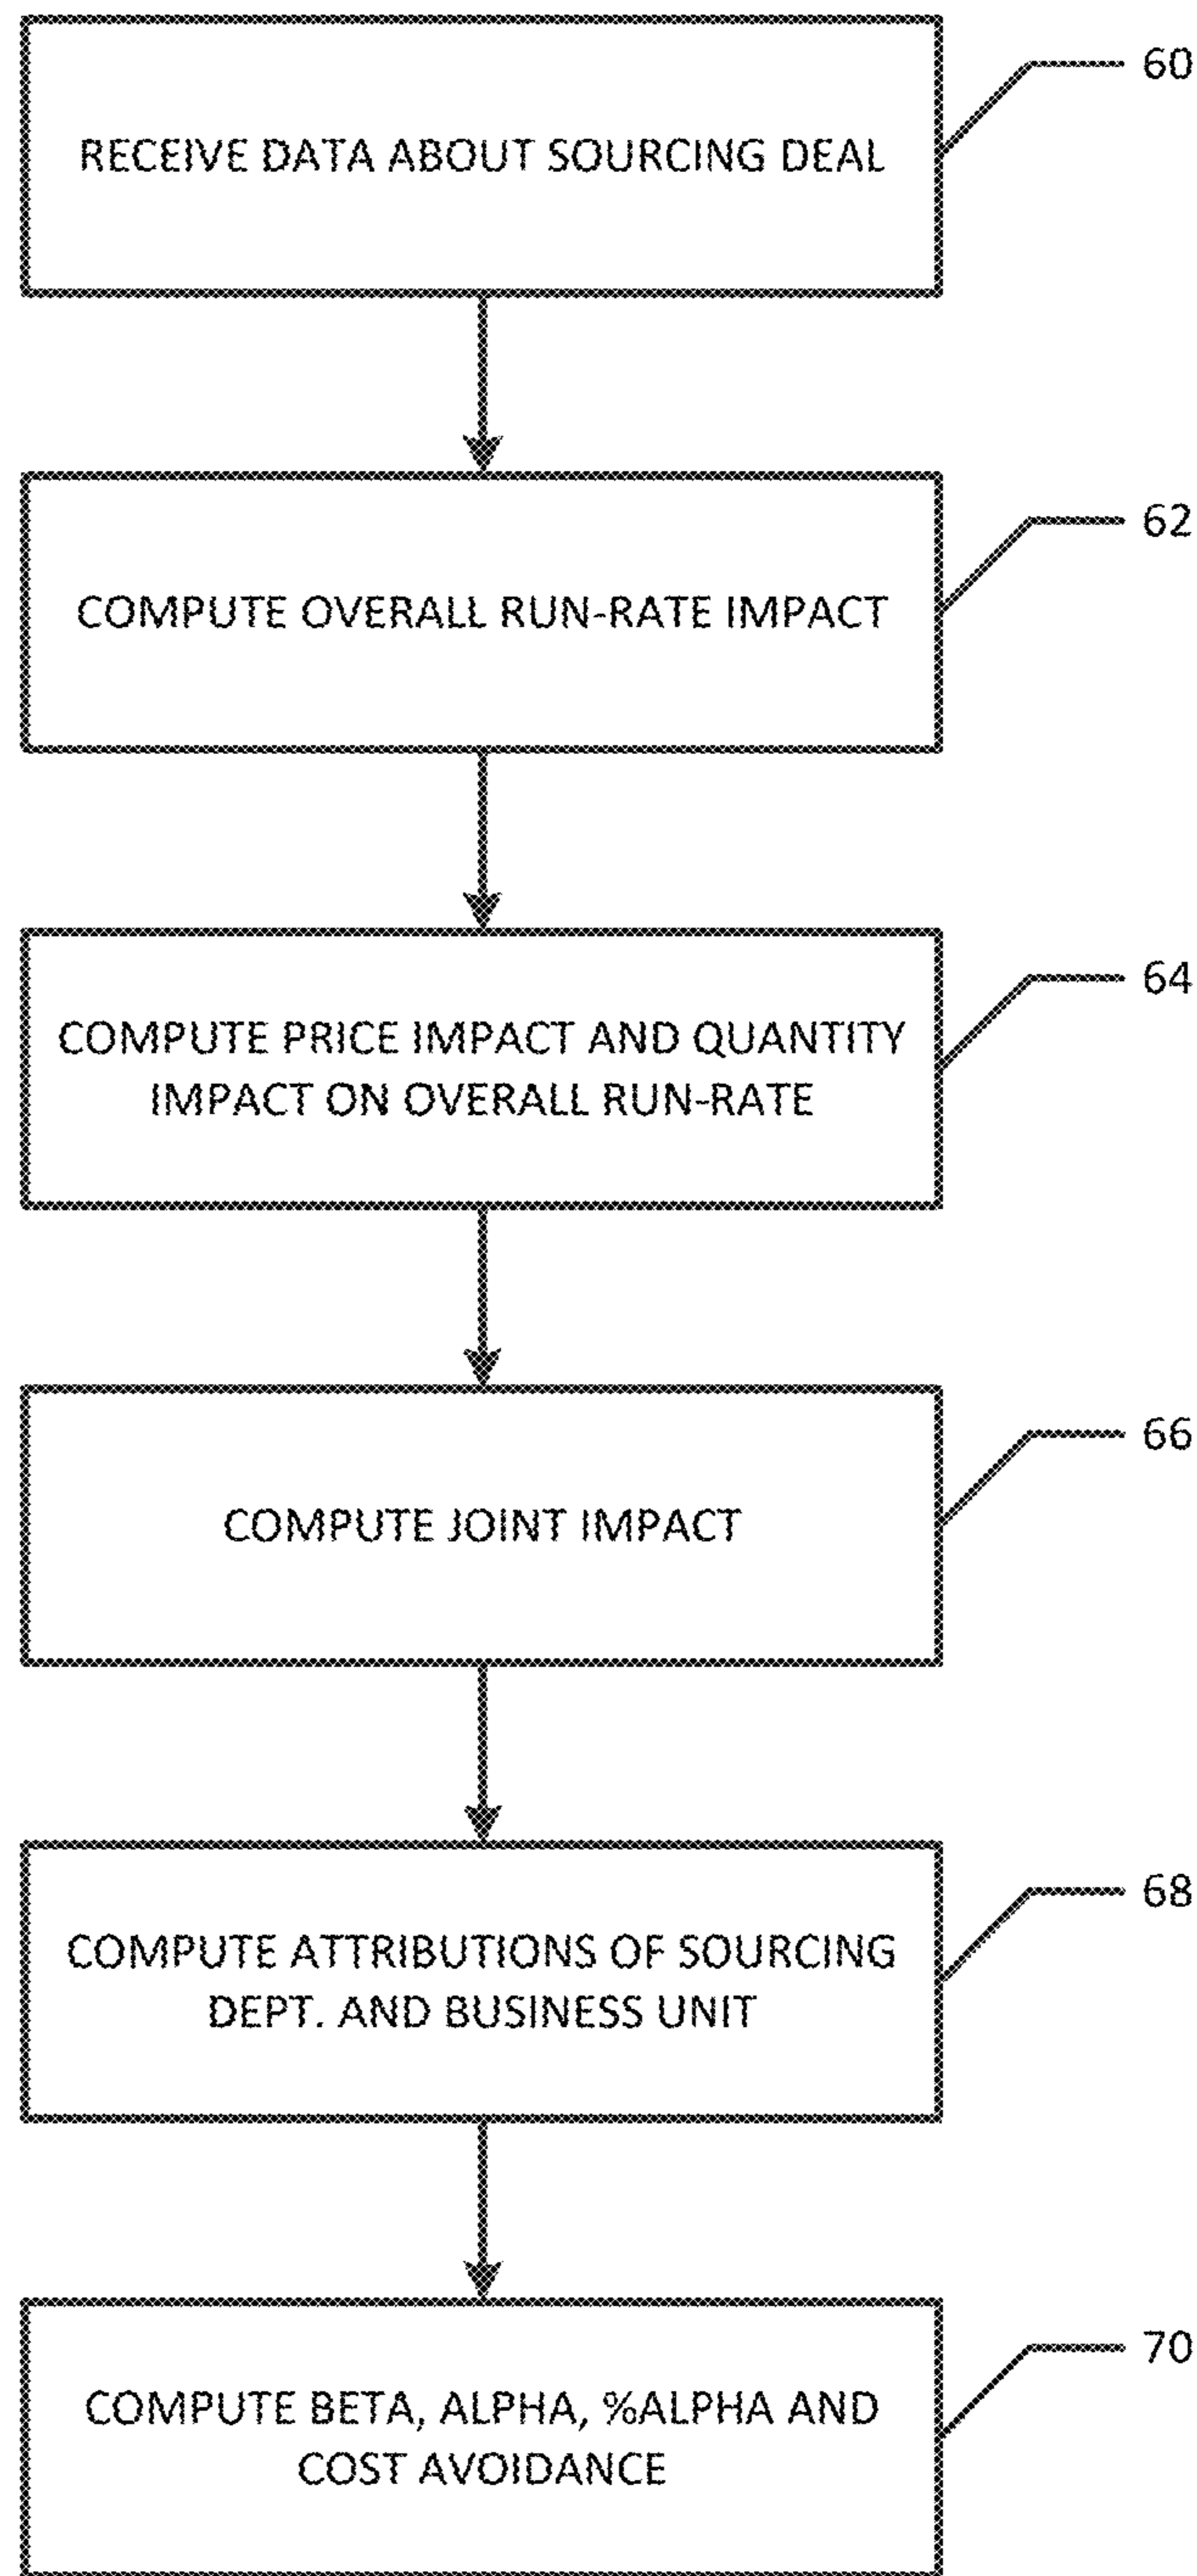 RECEIVE DATA ABOUT SOURCING DEAL
60
COMPUTE OVERALL RUN-RATE IMPACT
62
COMPUTE PRICE IMPACT AND QUANTITY
IMPACT ON OVERALL RUN-RATE
64
COMPUTE JOINT IMPACT
66
COMPUTE ATTRIBUTIONS OF SOURCING
DEPT. AND BUSINESS UNIT
68
COMPUTE BETA, ALPHA, %ALPHA AND
COST AVOIDANCE
70